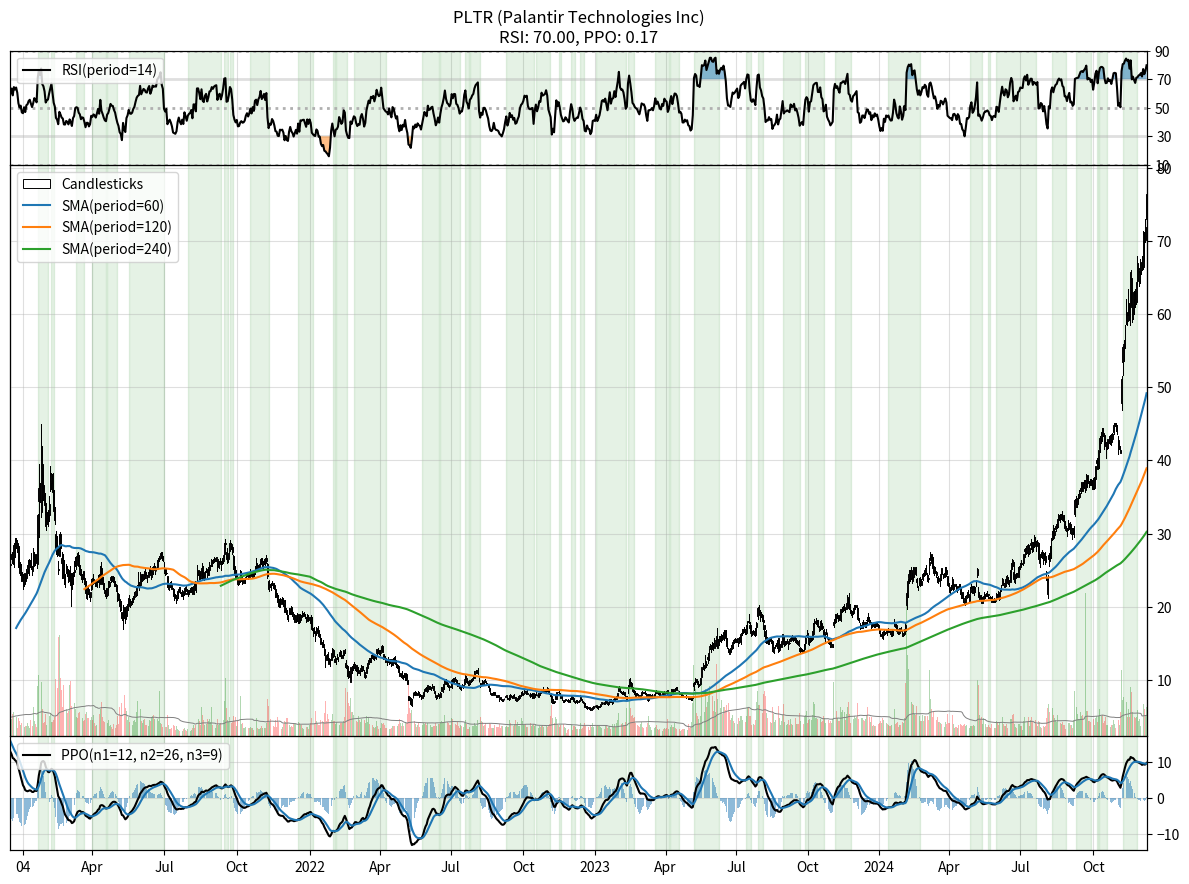 PLTR (Palantir Technologies Inc)
RSI: 70.00, PPO: 0.17
RSI(period=14)
90
70
50
30
10
Candlesticks
SMA(period=60)
SMA(period=120)
SMA(period=240)
80
70
60
50
40
30
20
10
PPO(n1=12, n2=26, n3=9)
10
0
−10
04 Apr Jul Oct 2022 Apr Jul Oct 2023 Apr Jul Oct 2024 Apr Jul Oct